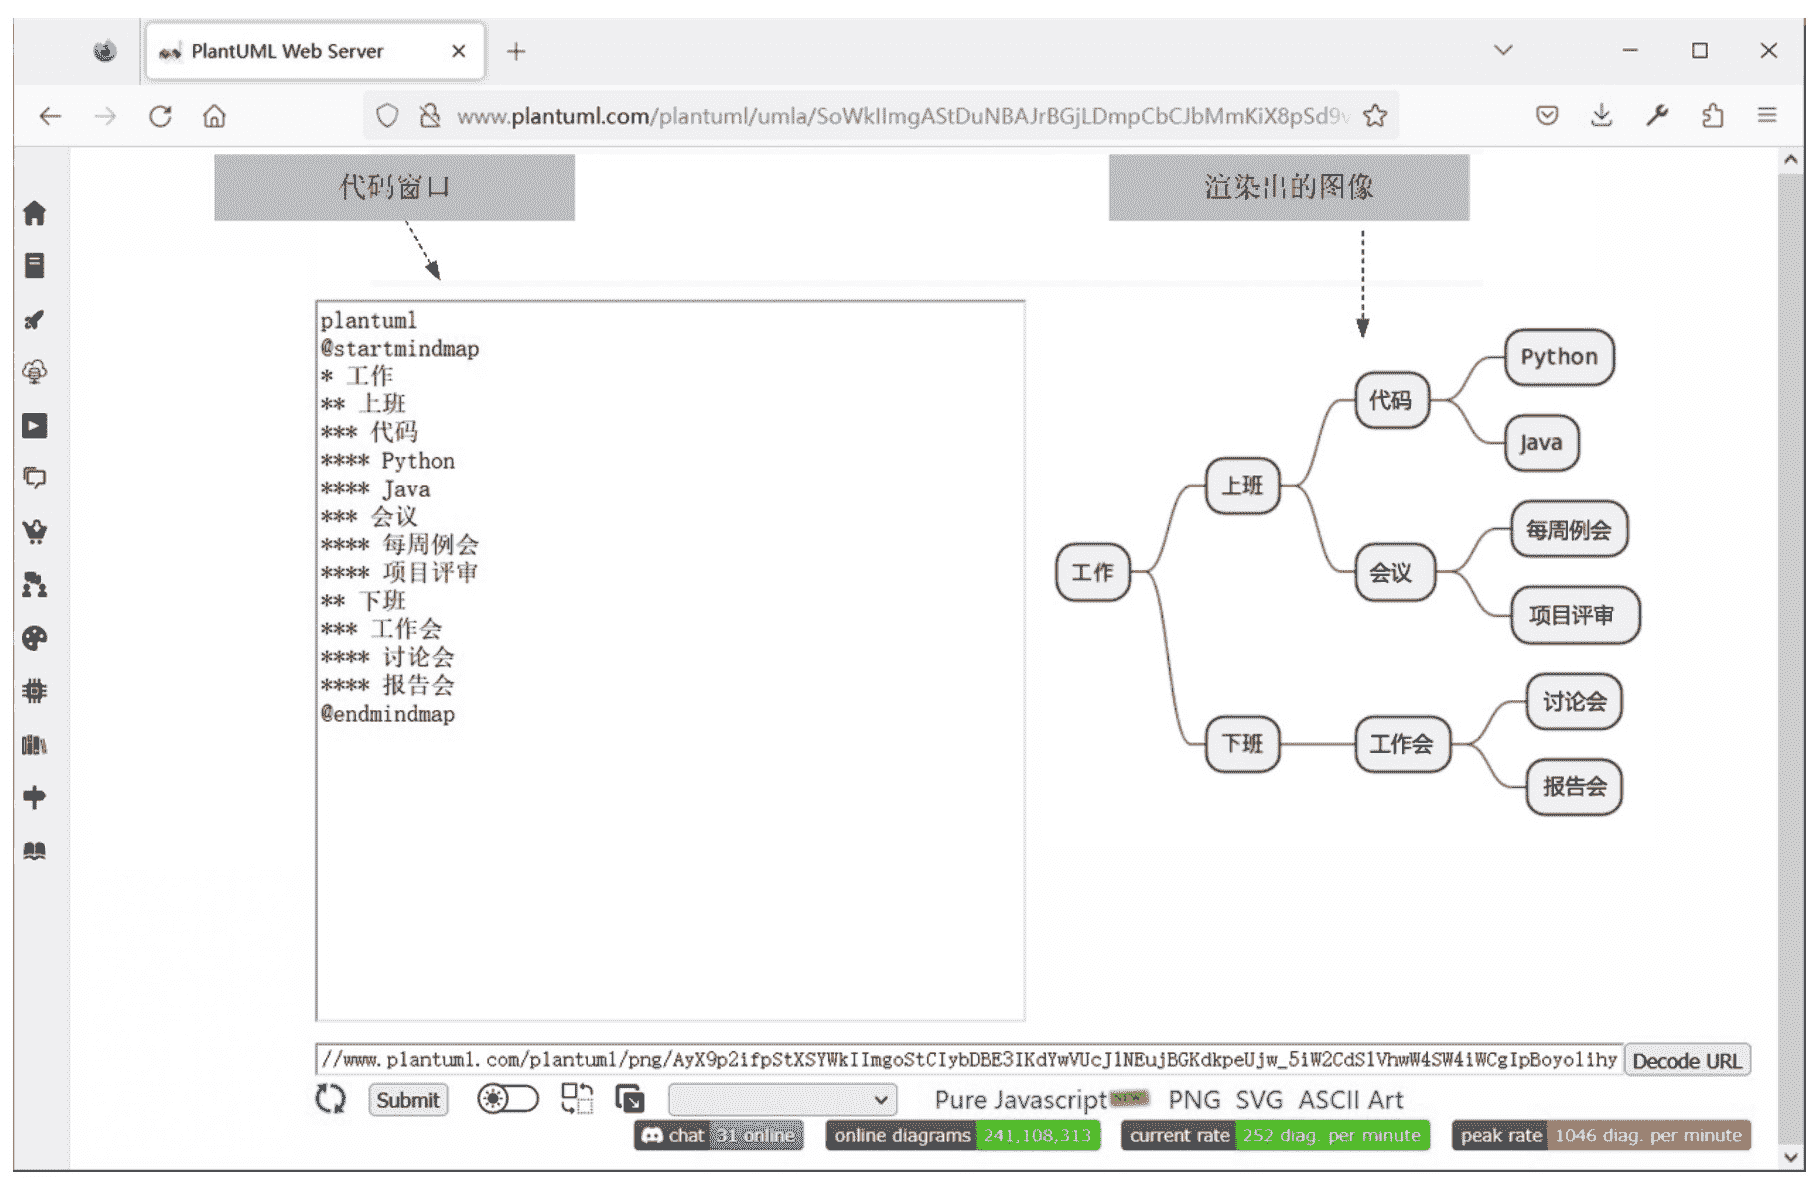 PlantUML Web Server
www.plantuml.com/plantuml/umla/SoWkIImgAStDuNBAJrBGjLDmpCbCJbMmKiX8pSd9v
代码窗口
渲染出的图像
plantuml
@startmindmap
* 工作
** 上班
*** 代码
**** Python
**** Java
*** 会议
**** 每周例会
**** 项目评审
** 下班
*** 工作会
**** 讨论会
**** 报告会
@endmindmap
工作
上班
代码
Python
Java
会议
每周例会
项目评审
下班
工作会
讨论会
报告会
//www.plantuml.com/plantuml/png/AyX9p2ifpStXSYWkIImgoStCIybDBE3IKdYwVUcJlNEujBGKdkpeUjw_5iW2CdSlVhwW4SW4iWCgIpBoyolihy
Decode URL
Submit
Pure Javascript
PNG SVG ASCII Art
chat 31 online
online diagrams 241,108,313
current rate 252 diag. per minute
peak rate 1046 diag. per minute